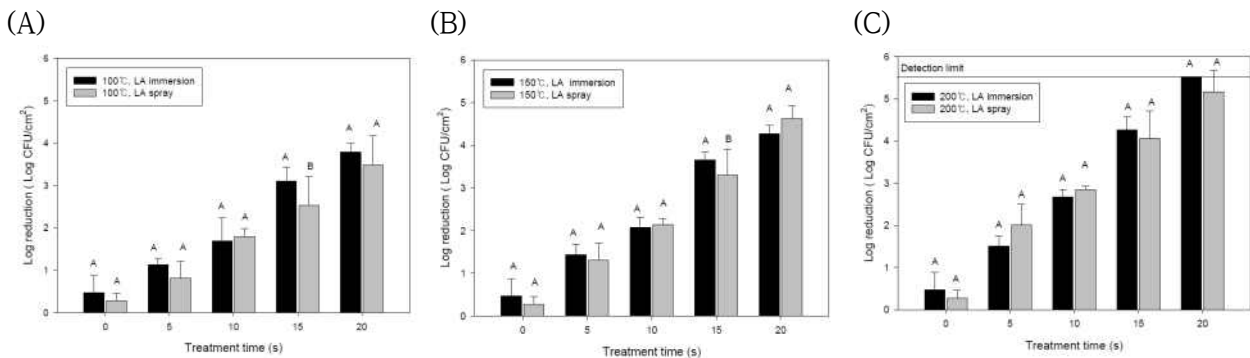 (A)
6
5
4
3
2
1
0
Log reduction ( Log CFU/cm²)
100℃, LA immersion
100℃, LA spray
A
A
A
A
A
A
A
B
A
A
0 5 10 15 20
Treatment time (s)
(B)
6
5
4
3
2
1
0
Log reduction ( Log CFU/cm²)
150℃, LA immersion
150℃, LA spray
A
A
A
A
A
A
A
B
A
A
0 5 10 15 20
Treatment time (s)
(C)
6
5
4
3
2
1
0
Log reduction ( Log CFU/cm²)
Detection limit
200℃, LA immersion
200℃, LA spray
A
A
A
A
A
A
A
A
A
A
0 5 10 15 20
Treatment time (s)